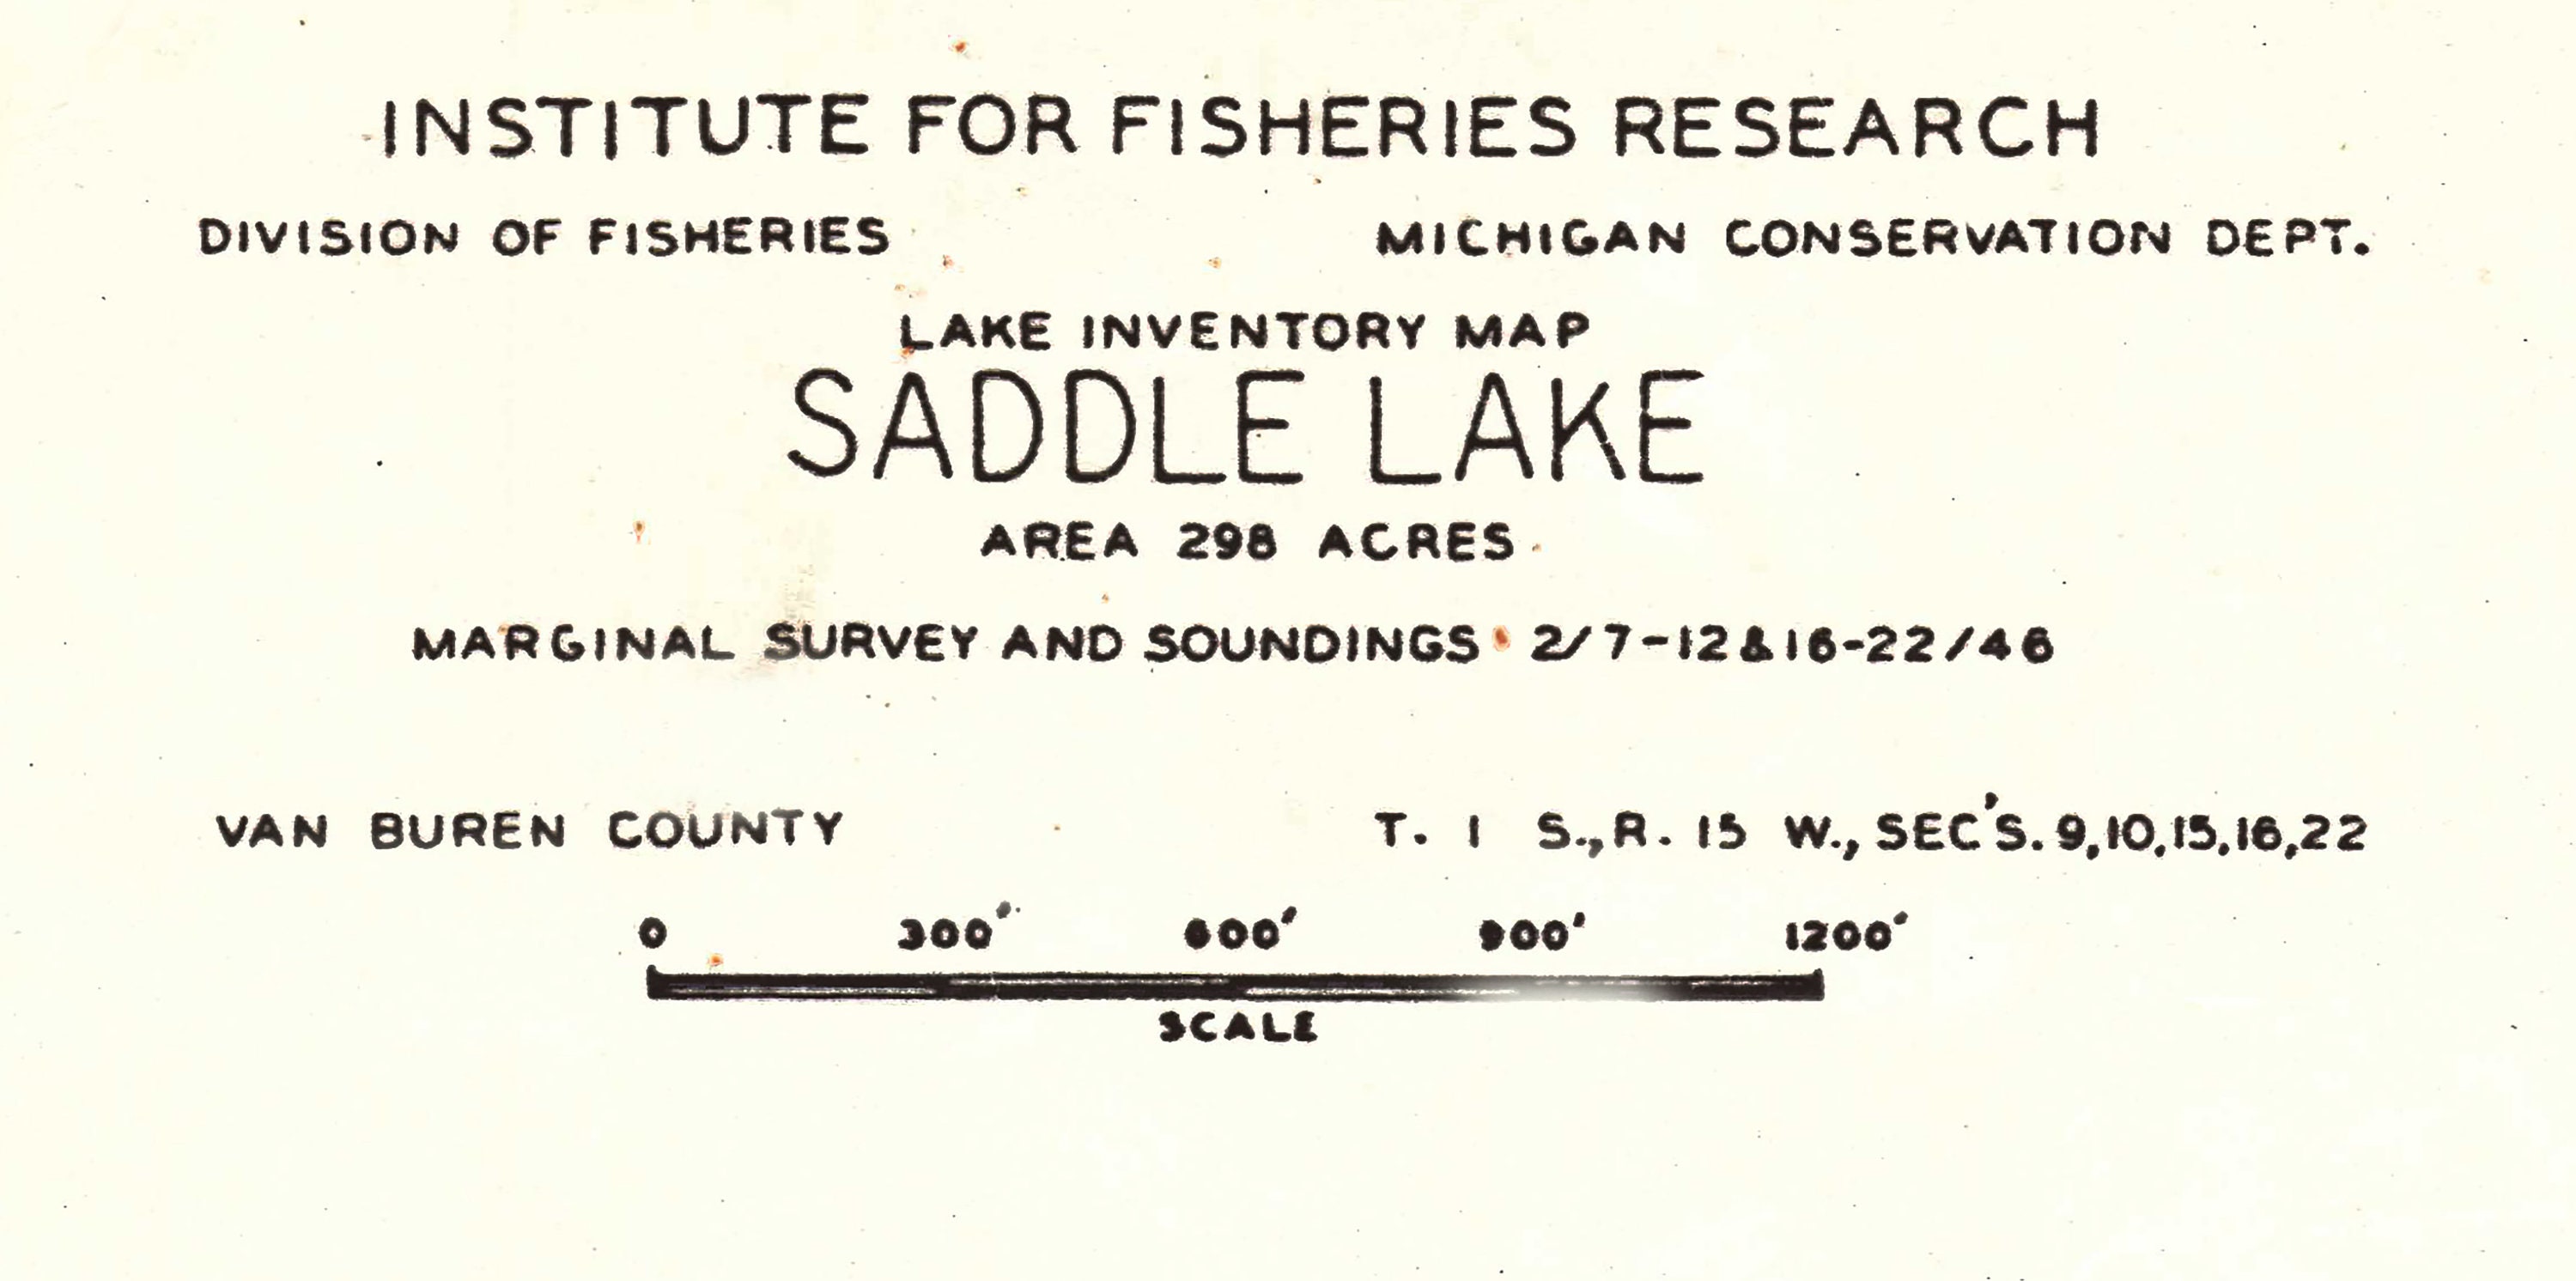 INSTITUTE FOR FISHERIES RESEARCH
DIVISION OF FISHERIES MICHIGAN CONSERVATION DEPT.
LAKE INVENTORY MAP
SADDLE LAKE
AREA 298 ACRES
MARGINAL SURVEY AND SOUNDINGS 2/7-12&16-22/46
VAN BUREN COUNTY T. 1 S.,R. 15 W., SEC'S. 9,10,15,16,22
0 300' 600' 900' 1200'
SCALE